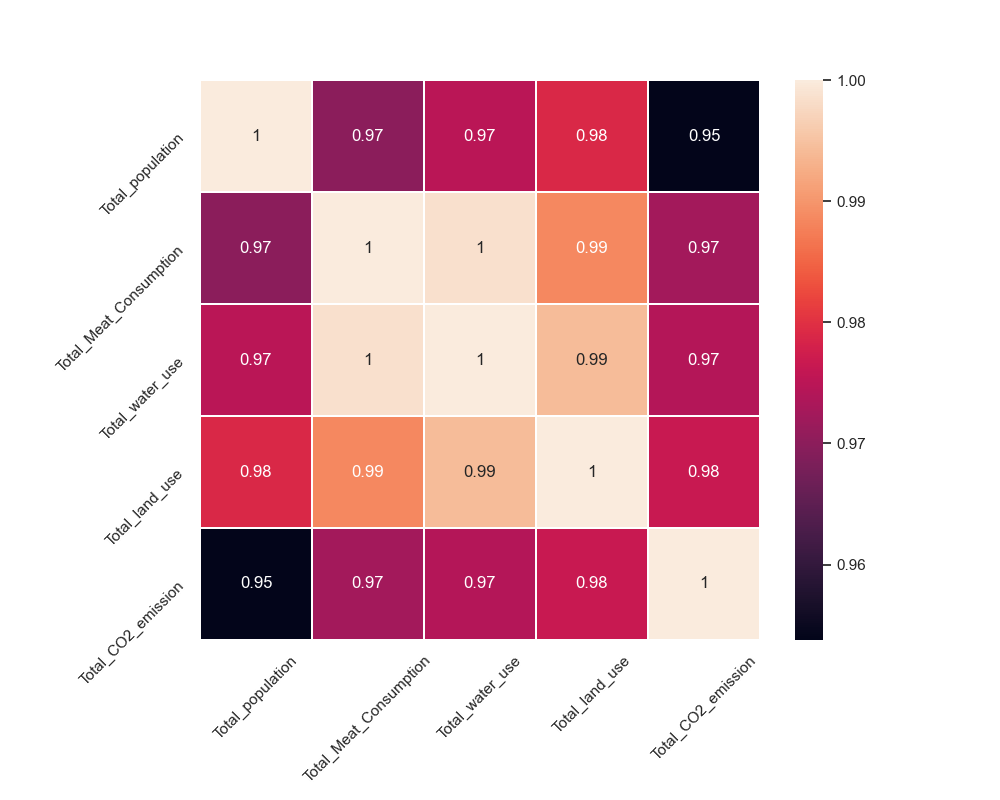 1.00
Total_population 1 0.97 0.97 0.98 0.95
0.99
Total_Meat_Consumption 0.97 1 1 0.99 0.97
0.98
Total_water_use 0.97 1 1 0.99 0.97
0.97
Total_land_use 0.98 0.99 0.99 1 0.98
0.96
Total_CO2_emission 0.95 0.97 0.97 0.98 1
Total_population Total_Meat_Consumption Total_water_use Total_land_use Total_CO2_emission